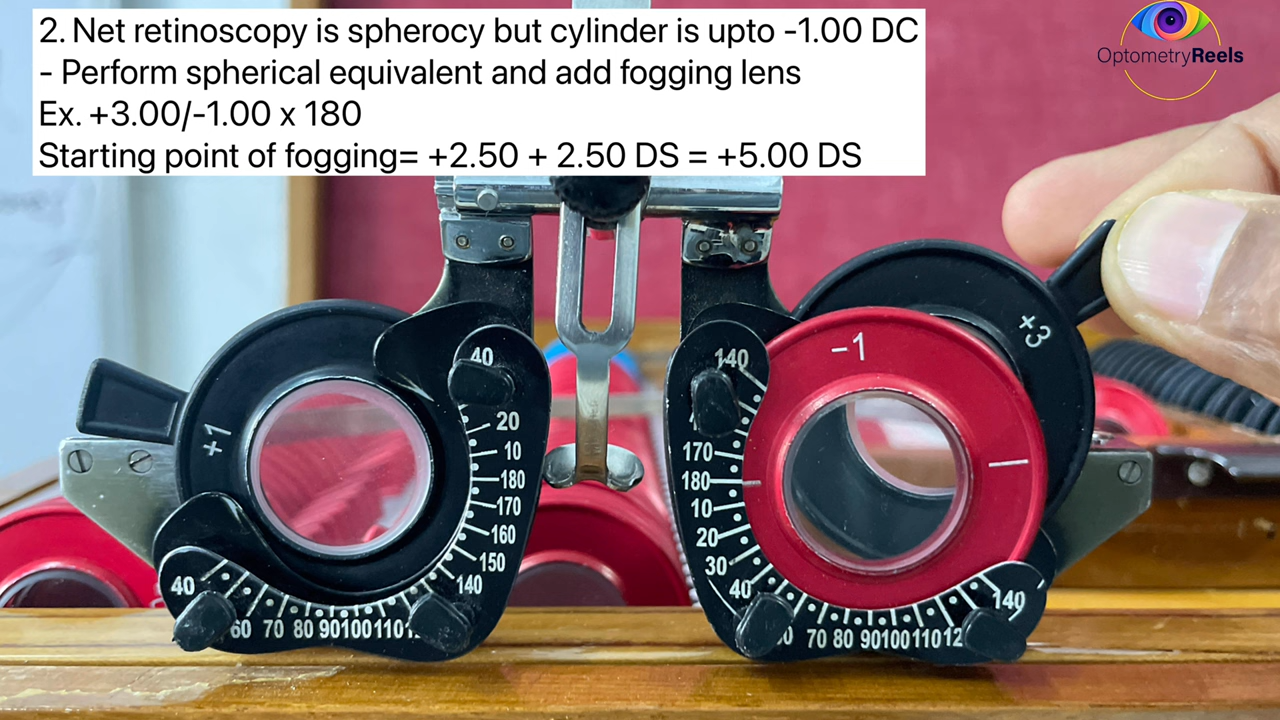 2. Net retinoscopy is spherocy but cylinder is upto -1.00 DC
- Perform spherical equivalent and add fogging lens
Ex. +3.00/-1.00 x 180
Starting point of fogging= +2.50 + 2.50 DS = +5.00 DS
OptometryReels
+1
40
20
10
180
170
160
150
140
40
60 70 80 90 100 110
140
170
180
10
20
30
40
70 80 90 100 110 12
140
-1
+3